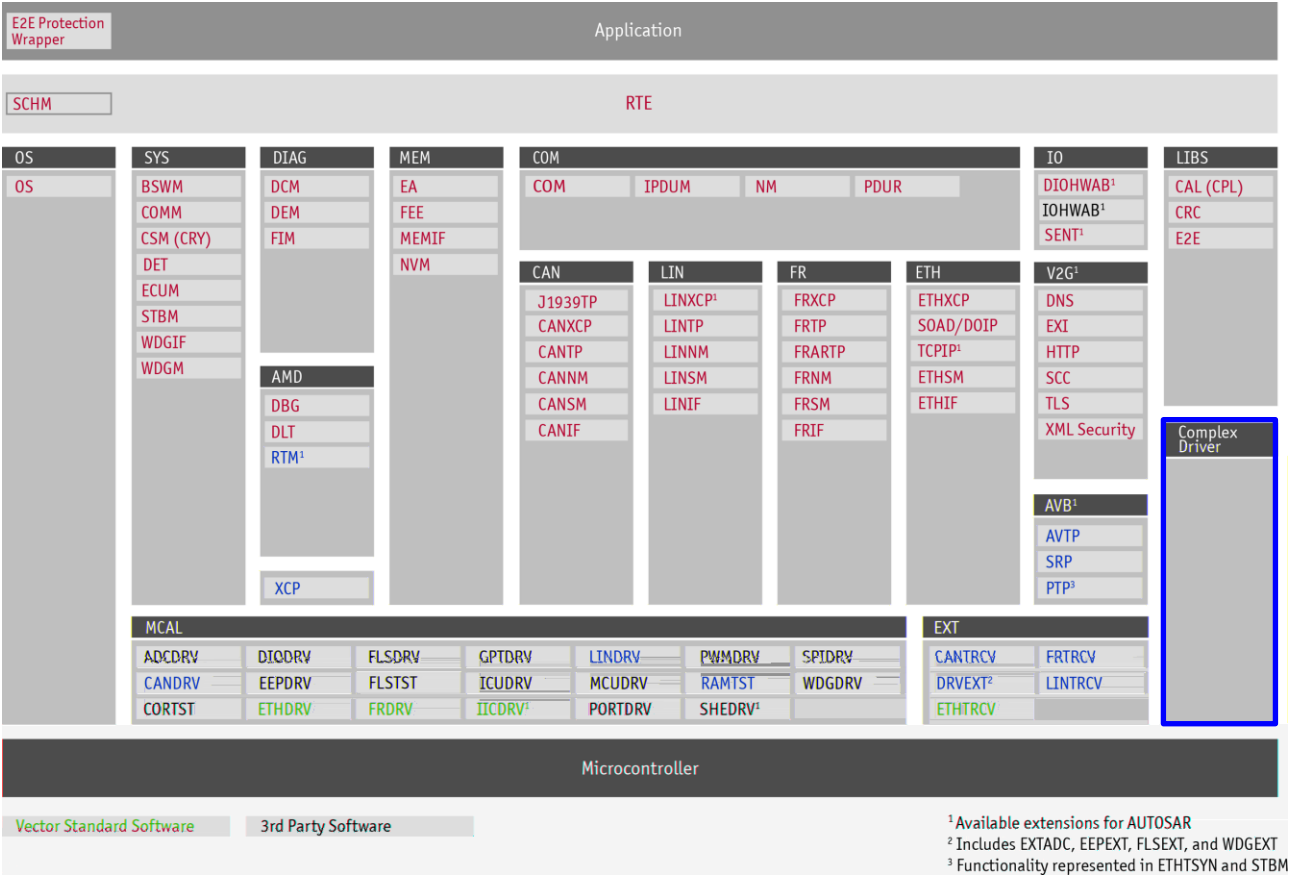 E2E Protection
Wrapper
Application
SCHM
RTE
OS
OS
SYS
BSWM
COMM
CSM (CRY)
DET
ECUM
STBM
WDGIF
WDGM
DIAG
DCM
DEM
FIM
AMD
DBG
DLT
RTM¹
XCP
MEM
EA
FEE
MEMIF
NVM
COM
COM IPDUM NM PDUR
CAN
J1939TP
CANXCP
CANTP
CANNM
CANSM
CANIF
LIN
LINXCP¹
LINTP
LINNM
LINSM
LINIF
FR
FRXCP
FRTP
FRARTP
FRNM
FRSM
FRIF
ETH
ETHXCP
SOAD/DOIP
TCPIP¹
ETHSM
ETHIF
IO
DIOHWAB¹
IOHWAB¹
SENT¹
V2G¹
DNS
EXI
HTTP
SCC
TLS
XML Security
AVB¹
AVTP
SRP
PTP³
LIBS
CAL (CPL)
CRC
E2E
Complex
Driver
MCAL
ADCDRV DIODRV FLSDRV GPTDRV LINDRV PWMDRV SPIDRV
CANDRV EEPDRV FLSTST ICUDRV MCUDRV RAMTST WDGDRV
CORTST ETHDRV FRDRV IICDRV¹ PORTDRV SHEDRV¹
EXT
CANTRCV FRTRCV
DRVEXT² LINTRCV
ETHTRCV
Microcontroller
Vector Standard Software 3rd Party Software
¹ Available extensions for AUTOSAR
² Includes EXTADC, EEPEXT, FLSEXT, and WDGEXT
³ Functionality represented in ETHTSYN and STBM